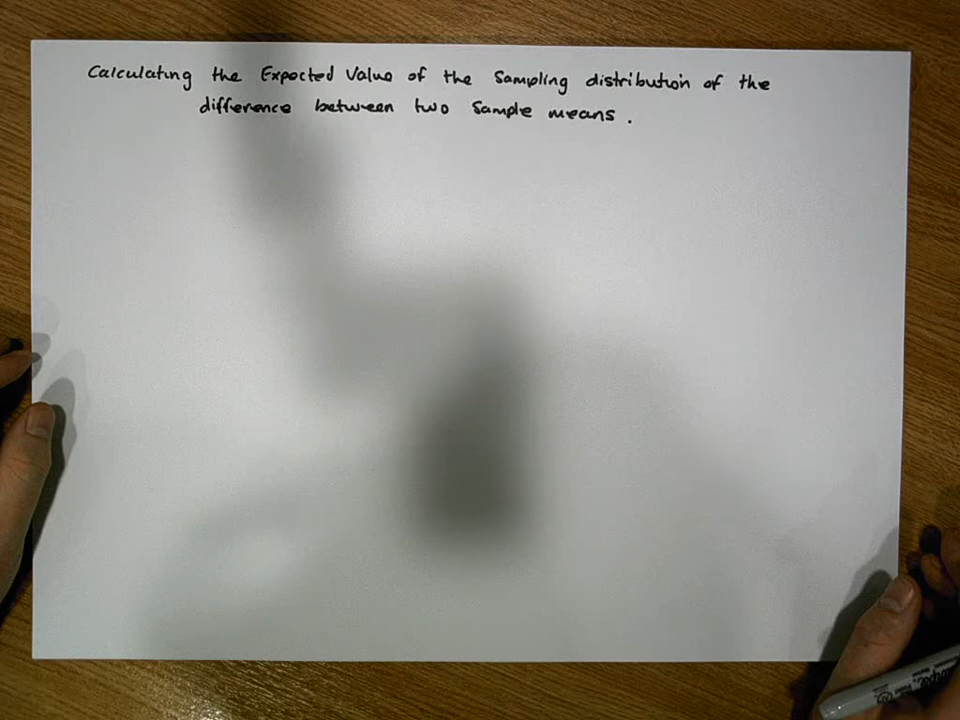 Calculating the Expected Value of the Sampling distribution of the
difference between two Sample means.